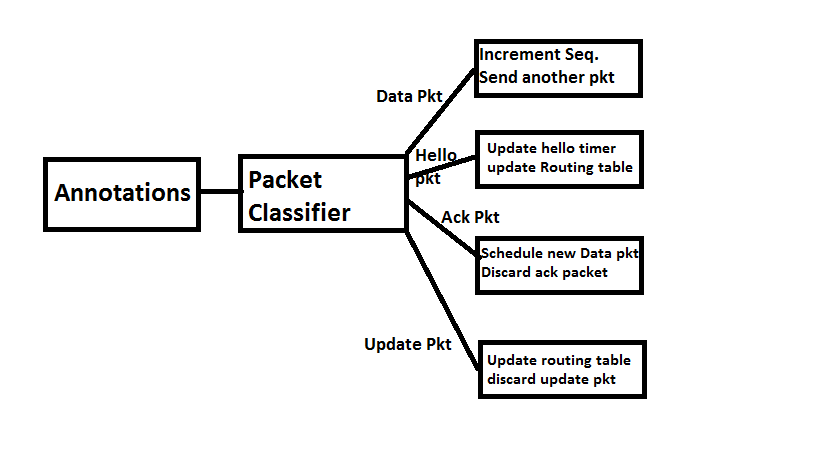 Annotations
Packet
Classifier
Data Pkt
Increment Seq.
Send another pkt
Hello
pkt
Update hello timer
update Routing table
Ack Pkt
Schedule new Data pkt
Discard ack packet
Update Pkt
Update routing table
discard update pkt